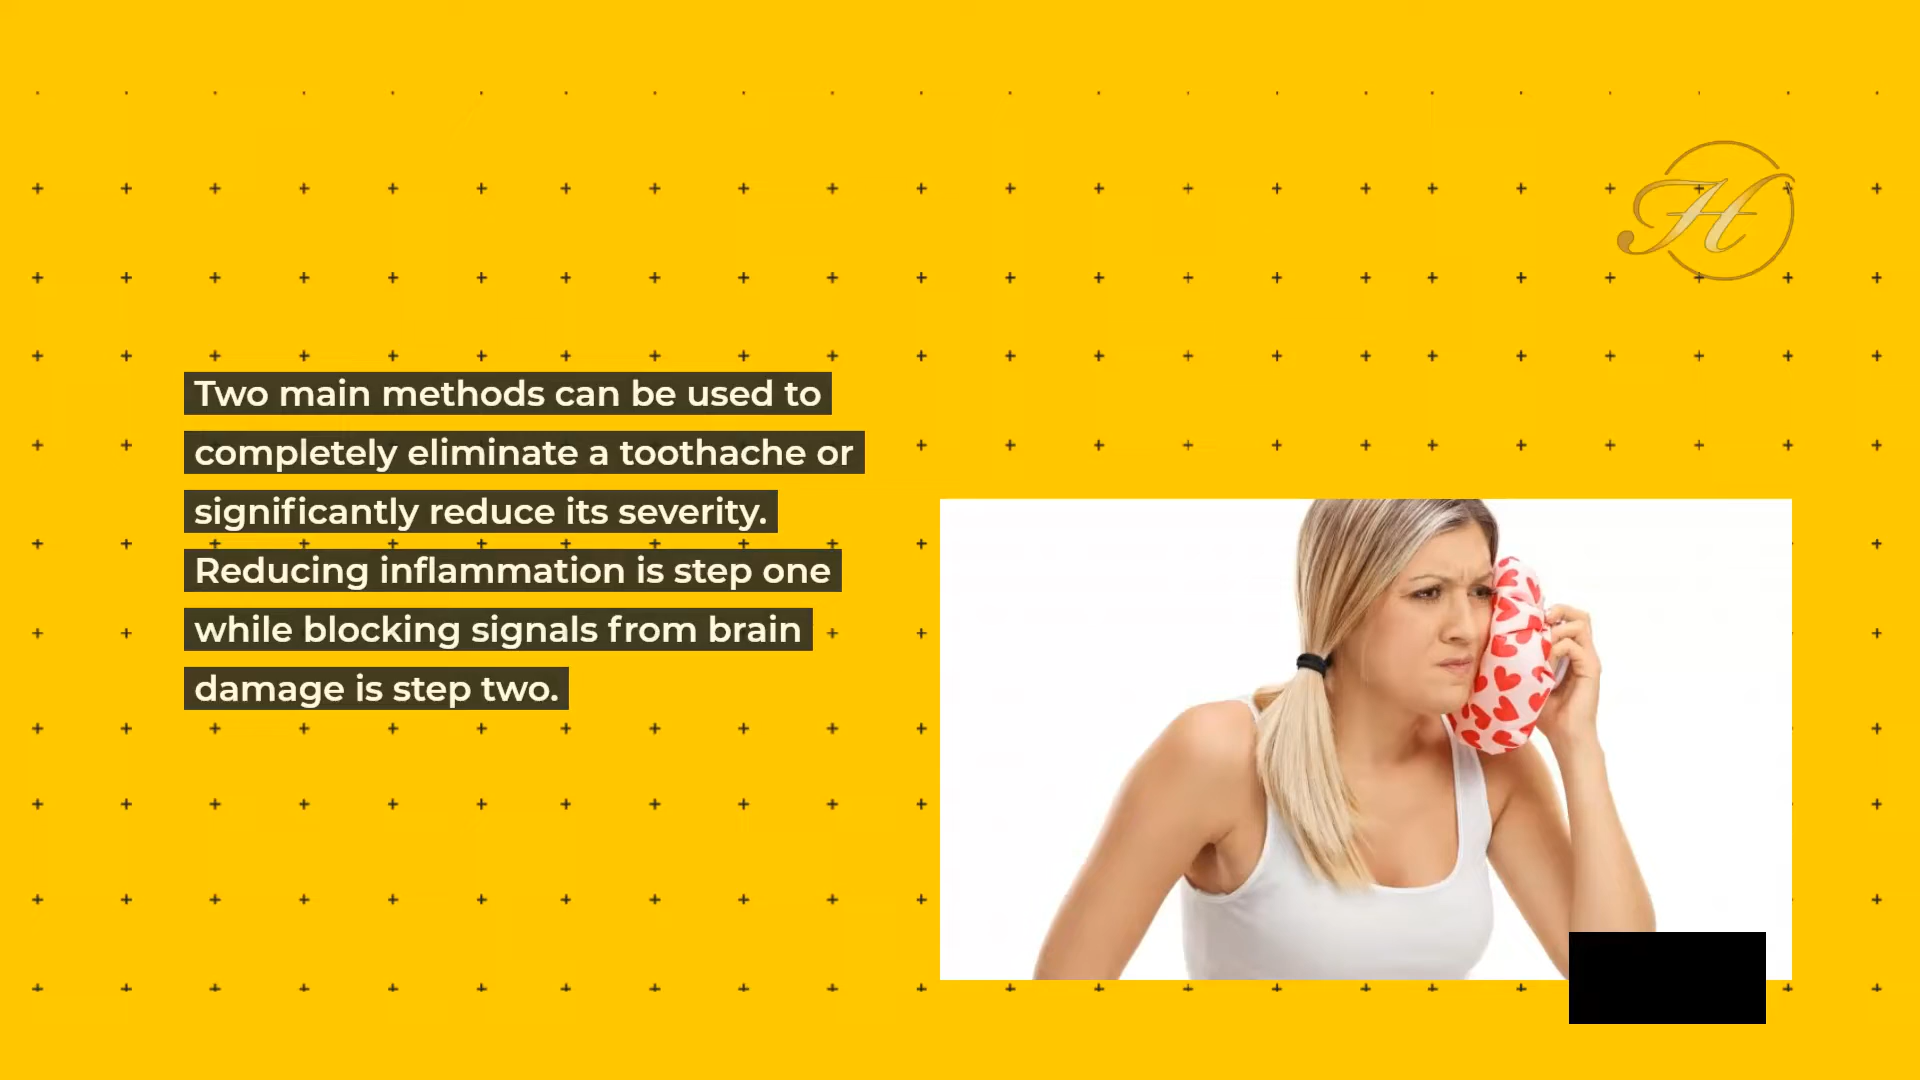 H
Two main methods can be used to
completely eliminate a toothache or
significantly reduce its severity.
Reducing inflammation is step one
while blocking signals from brain
damage is step two.